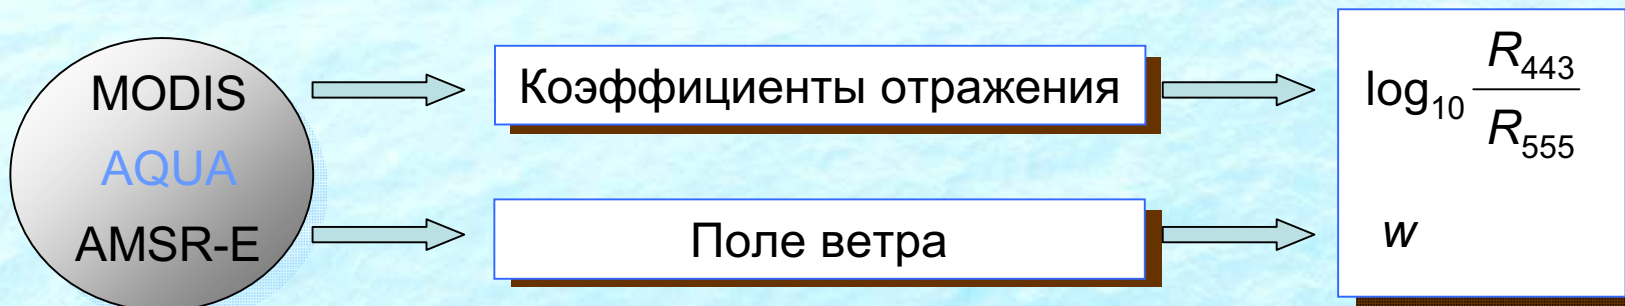 MODIS
AQUA
AMSR-E
Коэффициенты отражения
Поле ветра
log₁₀ R₄₄₃ / R₅₅₅
w